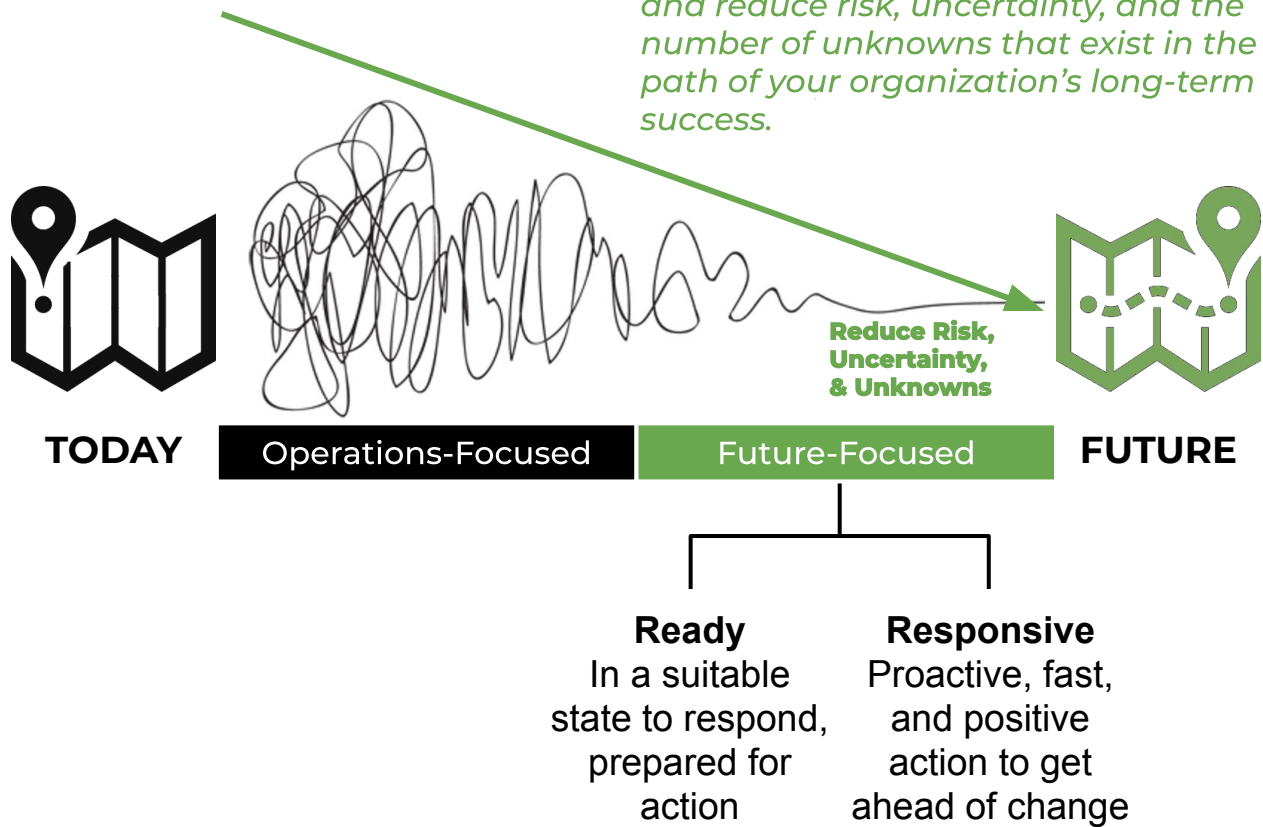 and reduce risk, uncertainty, and the
number of unknowns that exist in the
path of your organization's long-term
success.
Reduce Risk,
Uncertainty,
& Unknowns
TODAY
Operations-Focused
Future-Focused
FUTURE
Ready
In a suitable
state to respond,
prepared for
action
Responsive
Proactive, fast,
and positive
action to get
ahead of change